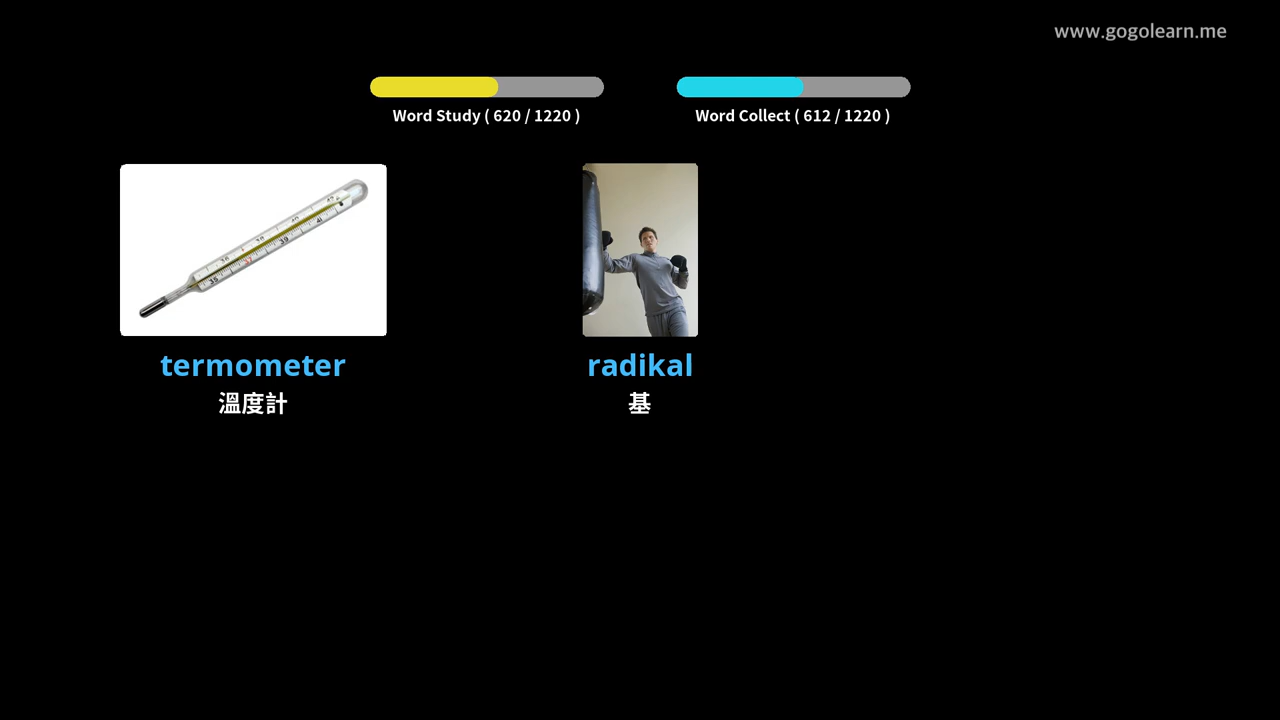 www.gogolearn.me
Word Study ( 620 / 1220 )
Word Collect ( 612 / 1220 )
termometer
溫度計
radikal
基